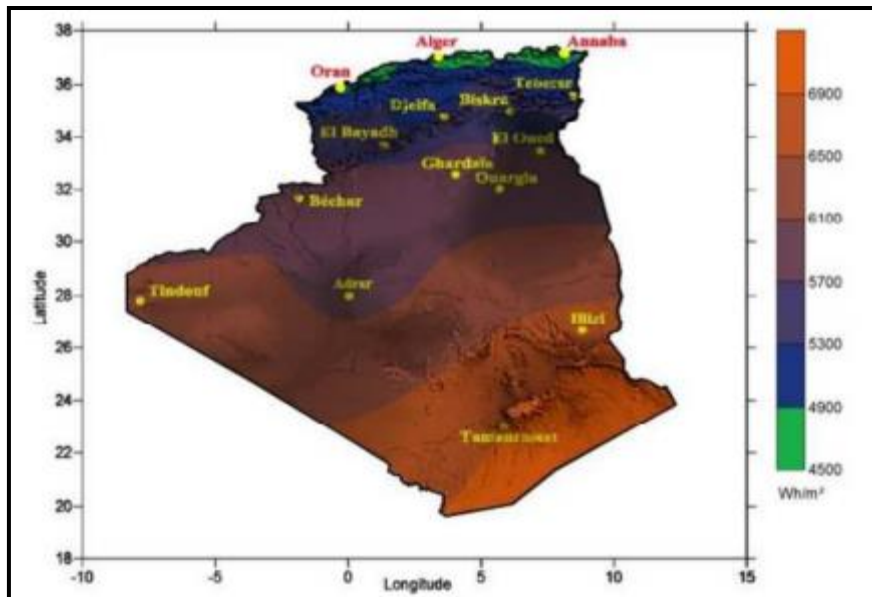 38
36
34
32
30
28
26
24
22
20
18
Latitude
-10
-5
0
5
10
15
Longitude
Alger
Annaba
Oran
Djelfa
Biskra
El Bayadh
El Oued
Ghardaia
Ouargla
Béchar
Tindouf
Adrar
Illizi
6900
6500
6100
5700
5300
4900
4500
Wh/m²